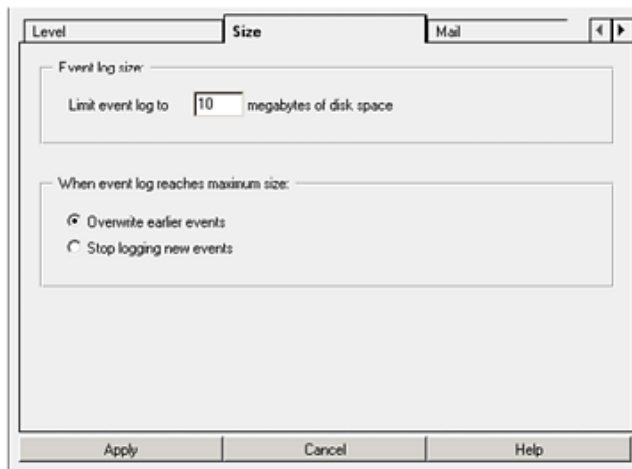 Level Size Mail
Event log size:
Limit event log to 10 megabytes of disk space
When event log reaches maximum size:
Overwrite earlier events
Stop logging new events
Apply Cancel Help